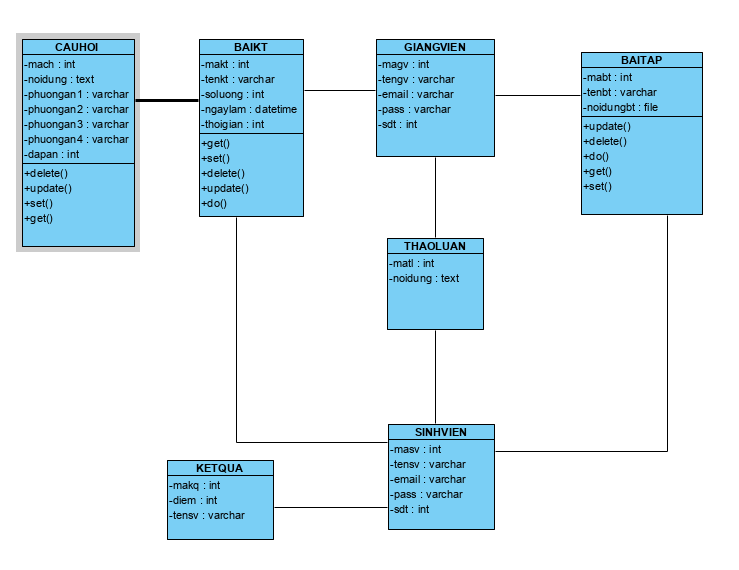 CAUHOI
-mach : int
-noidung : text
-phuongan1 : varchar
-phuongan2 : varchar
-phuongan3 : varchar
-phuongan4 : varchar
-dapan : int
+delete()
+update()
+set()
+get()
BAIKT
-makt : int
-tenkt : varchar
-soluong : int
-ngaylam : datetime
-thoigian : int
+get()
+set()
+delete()
+update()
+do()
GIANGVIEN
-magv : int
-tengv : varchar
-email : varchar
-pass : varchar
-sdt : int
BAITAP
-mabt : int
-tenbt : varchar
-noidungbt : file
+update()
+delete()
+do()
+get()
+set()
THAOLUAN
-matl : int
-noidung : text
SINHVIEN
-masv : int
-tensv : varchar
-email : varchar
-pass : varchar
-sdt : int
KETQUA
-makq : int
-diem : int
-tensv : varchar